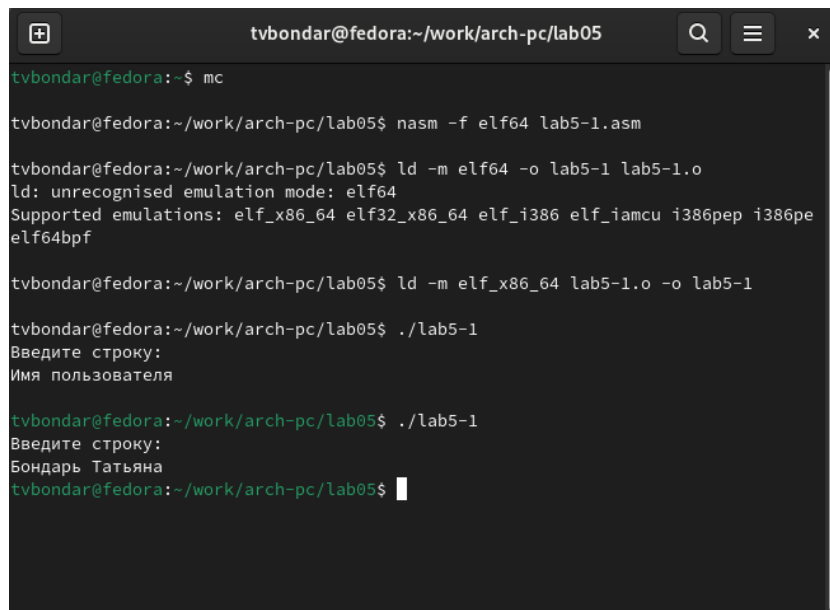 tvbondar@fedora:~/work/arch-pc/lab05
tvbondar@fedora:~$ mc
tvbondar@fedora:~/work/arch-pc/lab05$ nasm -f elf64 lab5-1.asm
tvbondar@fedora:~/work/arch-pc/lab05$ ld -m elf64 -o lab5-1 lab5-1.o
ld: unrecognised emulation mode: elf64
Supported emulations: elf_x86_64 elf32_x86_64 elf_i386 elf_iamcu i386pep i386pe
elf64bpf
tvbondar@fedora:~/work/arch-pc/lab05$ ld -m elf_x86_64 lab5-1.o -o lab5-1
tvbondar@fedora:~/work/arch-pc/lab05$ ./lab5-1
Введите строку:
Имя пользователя
tvbondar@fedora:~/work/arch-pc/lab05$ ./lab5-1
Введите строку:
Бондарь Татьяна
tvbondar@fedora:~/work/arch-pc/lab05$